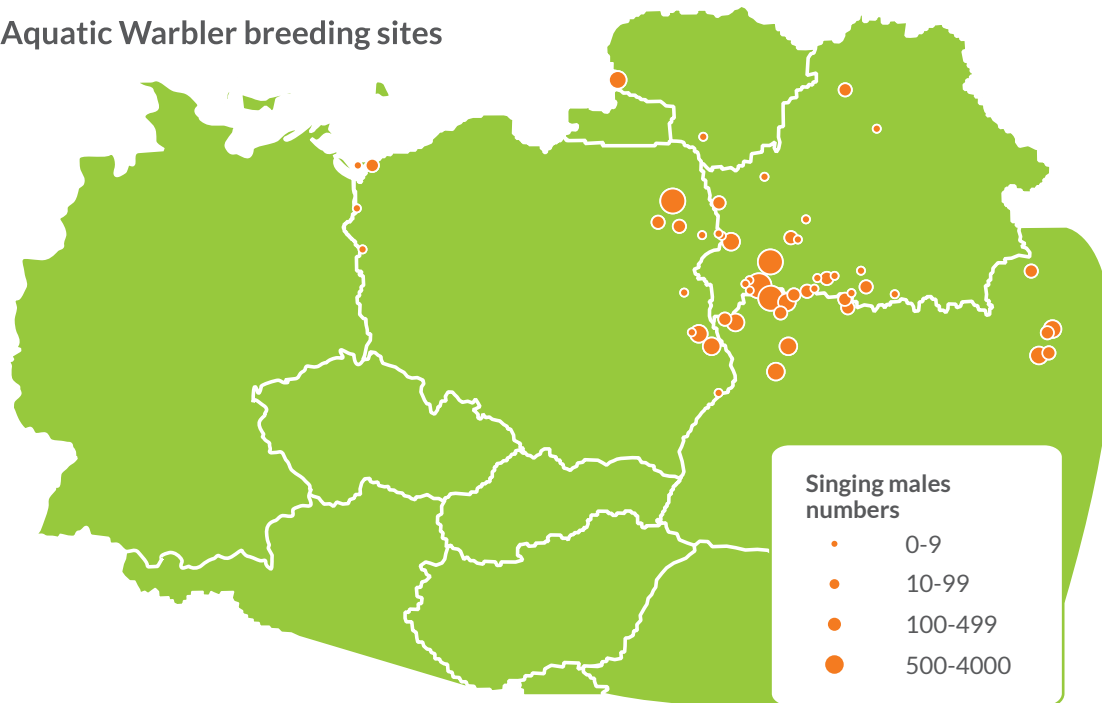 Aquatic Warbler breeding sites
Singing males
numbers
0-9
10-99
100-499
500-4000